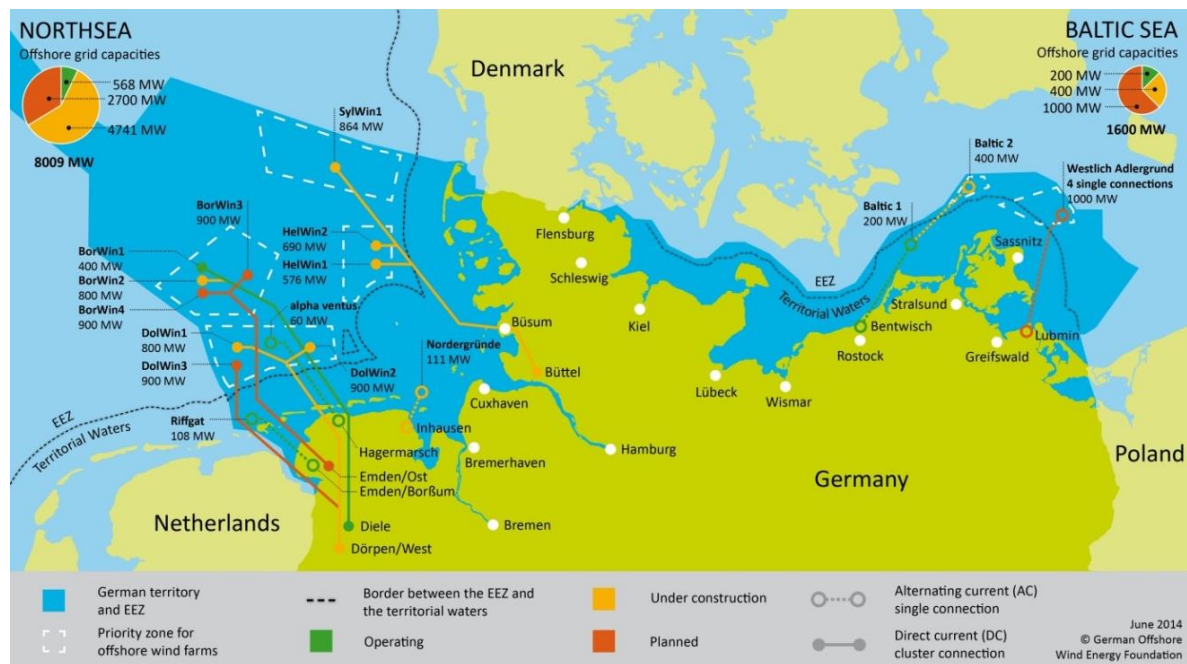 NORTHSEA
Offshore grid capacities
568 MW
2700 MW
4741 MW
8009 MW
BALTIC SEA
Offshore grid capacities
200 MW
400 MW
1000 MW
1600 MW
Denmark
SylWin1
864 MW
BorWin3
900 MW
BorWin1
400 MW
BorWin2
800 MW
BorWin4
900 MW
DolWin1
800 MW
DolWin3
900 MW
HelWin2
690 MW
HelWin1
576 MW
alpha ventus
60 MW
DolWin2
900 MW
Nordergründe
111 MW
Riffgat
108 MW
Baltic 2
400 MW
Westlich Adlergrund
4 single connections
1000 MW
Baltic 1
200 MW
EEZ
Territorial Waters
EEZ
Territorial Waters
Flensburg
Schleswig
Kiel
Büsum
Büttel
Cuxhaven
Inhausen
Bremerhaven
Hamburg
Bremen
Lübeck
Wismar
Rostock
Bentwisch
Stralsund
Sassnitz
Greifswald
Lubmin
Hagermarsch
Emden/Ost
Emden/Borßum
Diele
Dörpen/West
Netherlands
Germany
Poland
German territory
and EEZ
Priority zone for
offshore wind farms
Border between the EEZ and
the territorial waters
Operating
Under construction
Planned
Alternating current (AC)
single connection
Direct current (DC)
cluster connection
June 2014
© German Offshore
Wind Energy Foundation